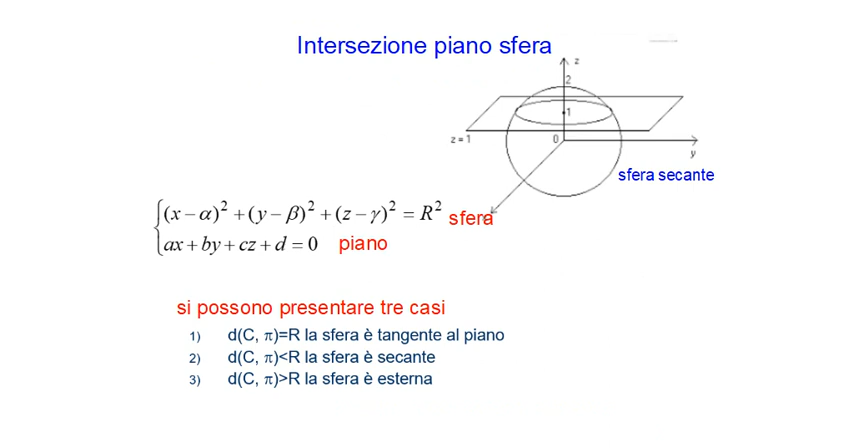 Intersezione piano sfera
z
2
1
z = 1
0
y
sfera secante
(x − α)² + (y − β)² + (z − γ)² = R² sfera
ax + by + cz + d = 0 piano
si possono presentare tre casi
1) d(C, π)=R la sfera è tangente al piano
2) d(C, π)<R la sfera è secante
3) d(C, π)>R la sfera è esterna